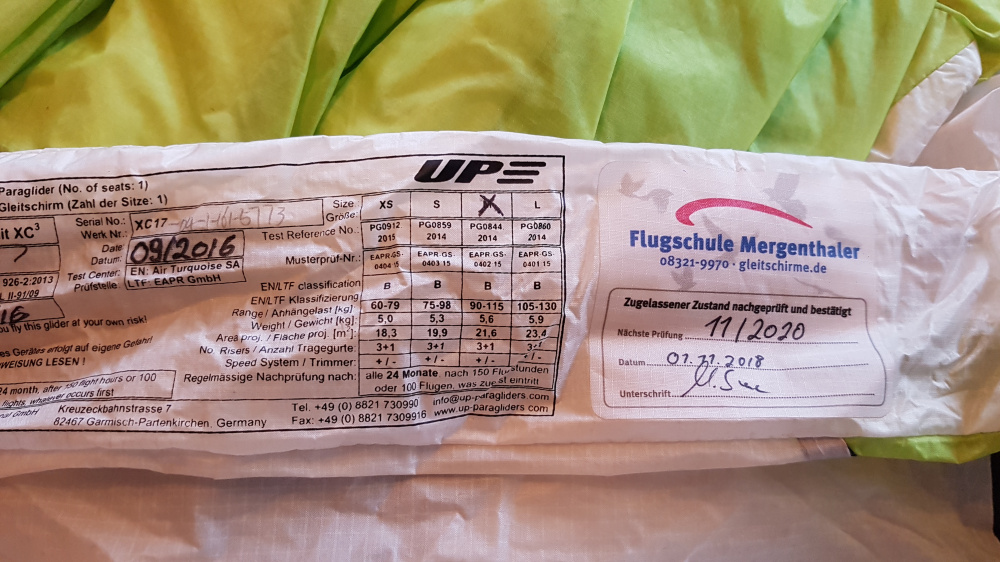 Paraglider (No. of seats: 1)
Gleitschirm (Zahl der Sitze: 1)
it XC³
926-2:2013
LII-91/09
16
ou fly this glider at your own risk!
es Gerätes erfolgt auf eigene Gefahr!
WEISUNG LESEN !
24 month, after 150 flight hours or 100
flights, whatever occurs first
nal GmbH
Kreuzeckbahnstrasse 7
82467 Garmisch-Partenkirchen, Germany
Serial No.: XC17
Werk Nr.:
Date: 09/2016
Datum:
Test Center: EN: Air Turquoise SA
Prüfstelle: LTF: EAPR GmbH
UP
Size: XS S L
Größe:
Test Reference No.: PG0912 2015 PG0859 2014 PG0844 2014 PG0860 2014
Musterprüf-Nr.: EAPR-GS-0404 15 EAPR-GS-0403 15 EAPR-GS-0402 15 EAPR-GS-0401 15
EN/LTF classification B B B B
EN/LTF Klassifizierung
Range / Anhängelast [kg]: 60-79 75-98 90-115 105-130
Weight / Gewicht [kg]: 5,0 5,3 5,6 5,9
Area proj. / Fläche proj. [m²]: 18,3 19,9 21,6 23,4
No. Risers / Anzahl Tragegurte: 3+1 3+1 3+1 3+1
Speed System / Trimmer: + / - + / - + / - + / -
Regelmässige Nachprüfung nach: alle 24 Monate, nach 150 Flugstunden
oder 100 Flugen, was zuerst eintritt
Tel. +49 (0) 8821 730990 info@up-paragliders.com
Fax: +49 (0) 8821 7309916 www.up-paragliders.com
Flugschule Mergenthaler
08321-9970 · gleitschirme.de
Zugelassener Zustand nachgeprüft und bestätigt
Nächste Prüfung 11/2020
Datum 01.11.2018
Unterschrift